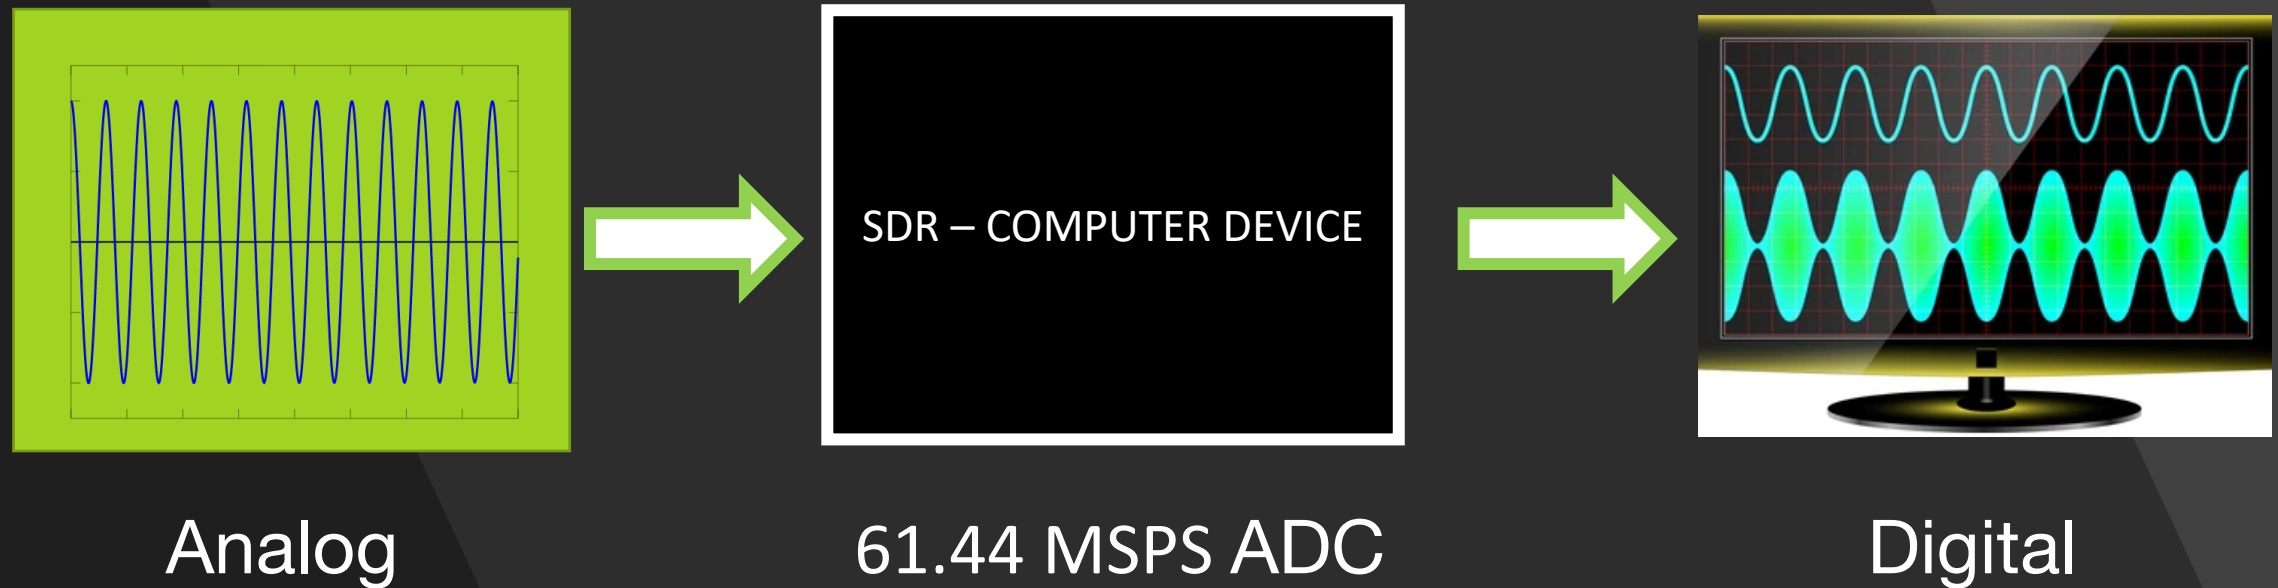 SDR – COMPUTER DEVICE
Analog
61.44 MSPS ADC
Digital